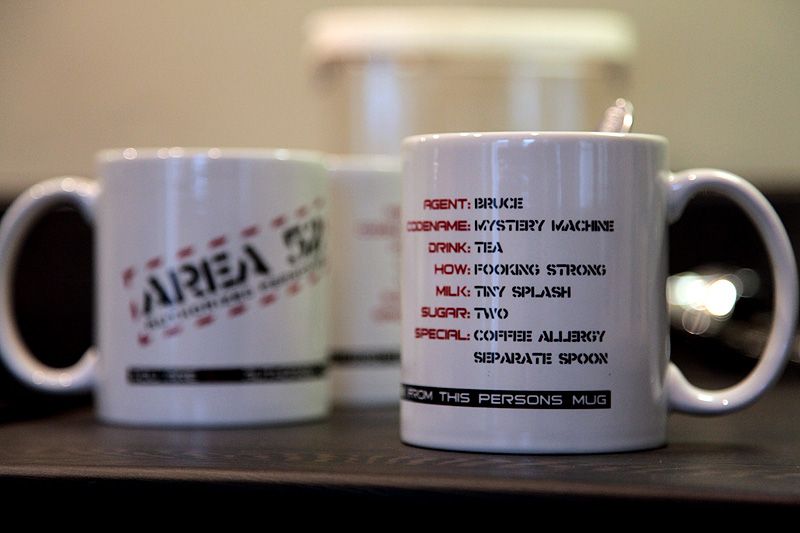 AREA 52
AGENT: BRUCE
CODENAME: MYSTERY MACHINE
DRINK: TEA
HOW: FOOKING STRONG
MILK: TINY SPLASH
SUGAR: TWO
SPECIAL: COFFEE ALLERGY
SEPARATE SPOON
FROM THIS PERSONS MUG